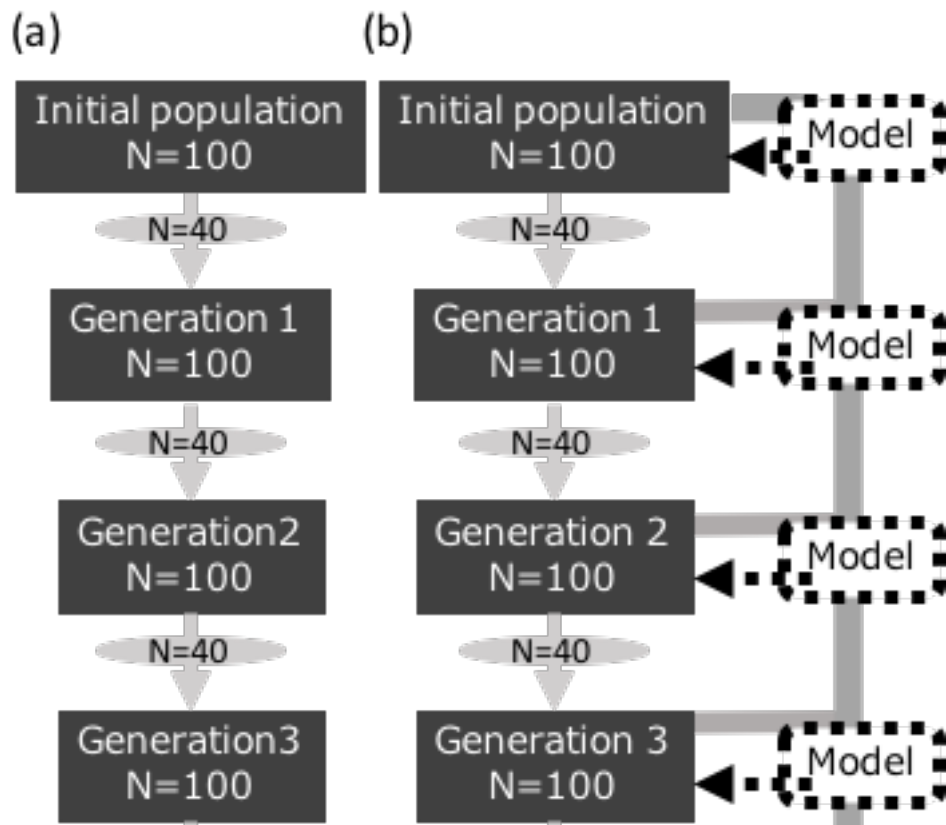 (a)
Initial population
N=100
N=40
Generation 1
N=100
N=40
Generation2
N=100
N=40
Generation3
N=100
(b)
Initial population
N=100
Model
N=40
Generation 1
N=100
Model
N=40
Generation 2
N=100
Model
N=40
Generation 3
N=100
Model